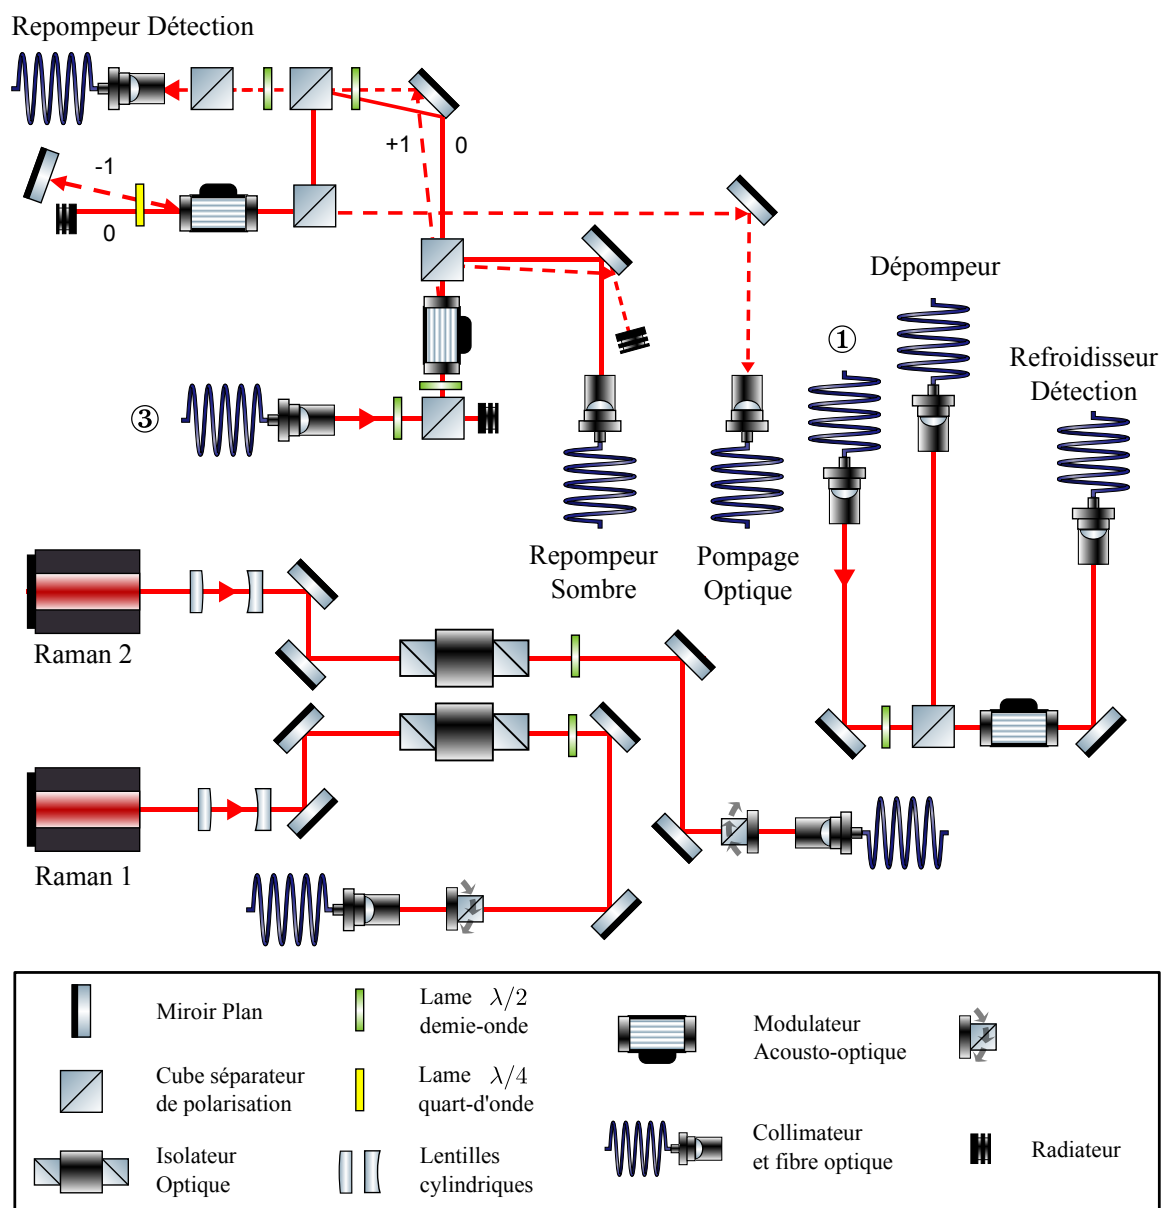 Repompeur Détection
-1
0
+1
0
Dépompeur
①
Refroidisseur
Détection
③
Repompeur
Sombre
Pompage
Optique
Raman 2
Raman 1
Miroir Plan
Lame λ/2
demie-onde
Modulateur
Acousto-optique
Cube séparateur
de polarisation
Lame λ/4
quart-d'onde
Isolateur
Optique
Lentilles
cylindriques
Collimateur
et fibre optique
Radiateur